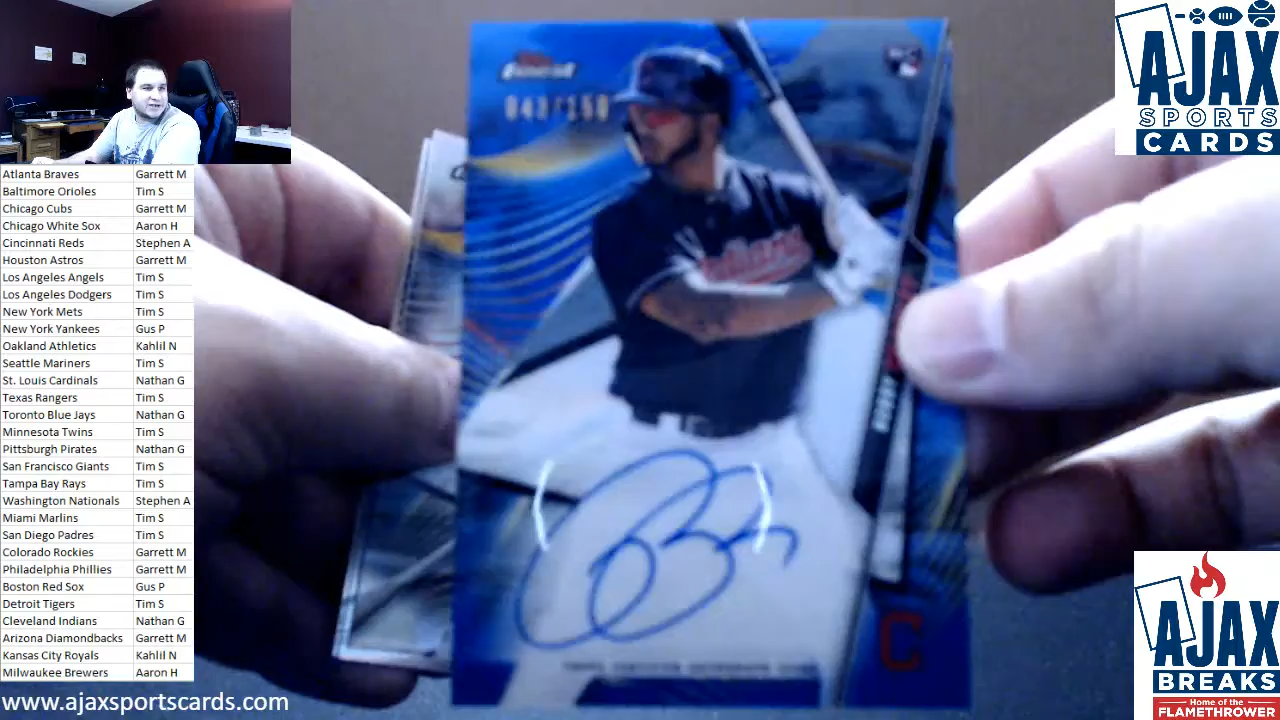 Atlanta Braves Garrett M
Baltimore Orioles Tim S
Chicago Cubs Garrett M
Chicago White Sox Aaron H
Cincinnati Reds Stephen A
Houston Astros Garrett M
Los Angeles Angels Tim S
Los Angeles Dodgers Tim S
New York Mets Tim S
New York Yankees Gus P
Oakland Athletics Kahlil N
Seattle Mariners Tim S
St. Louis Cardinals Nathan G
Texas Rangers Tim S
Toronto Blue Jays Nathan G
Minnesota Twins Tim S
Pittsburgh Pirates Nathan G
San Francisco Giants Tim S
Tampa Bay Rays Tim S
Washington Nationals Stephen A
Miami Marlins Tim S
San Diego Padres Tim S
Colorado Rockies Garrett M
Philadelphia Phillies Garrett M
Boston Red Sox Gus P
Detroit Tigers Tim S
Cleveland Indians Nathan G
Arizona Diamondbacks Garrett M
Kansas City Royals Kahlil N
Milwaukee Brewers Aaron H
www.ajaxsportscards.com
Finest
043/150
RC
Indians
BOBBY
C
AJAX
SPORTS
CARDS
AJAX
BREAKS
Home of the
FLAMETHROWER